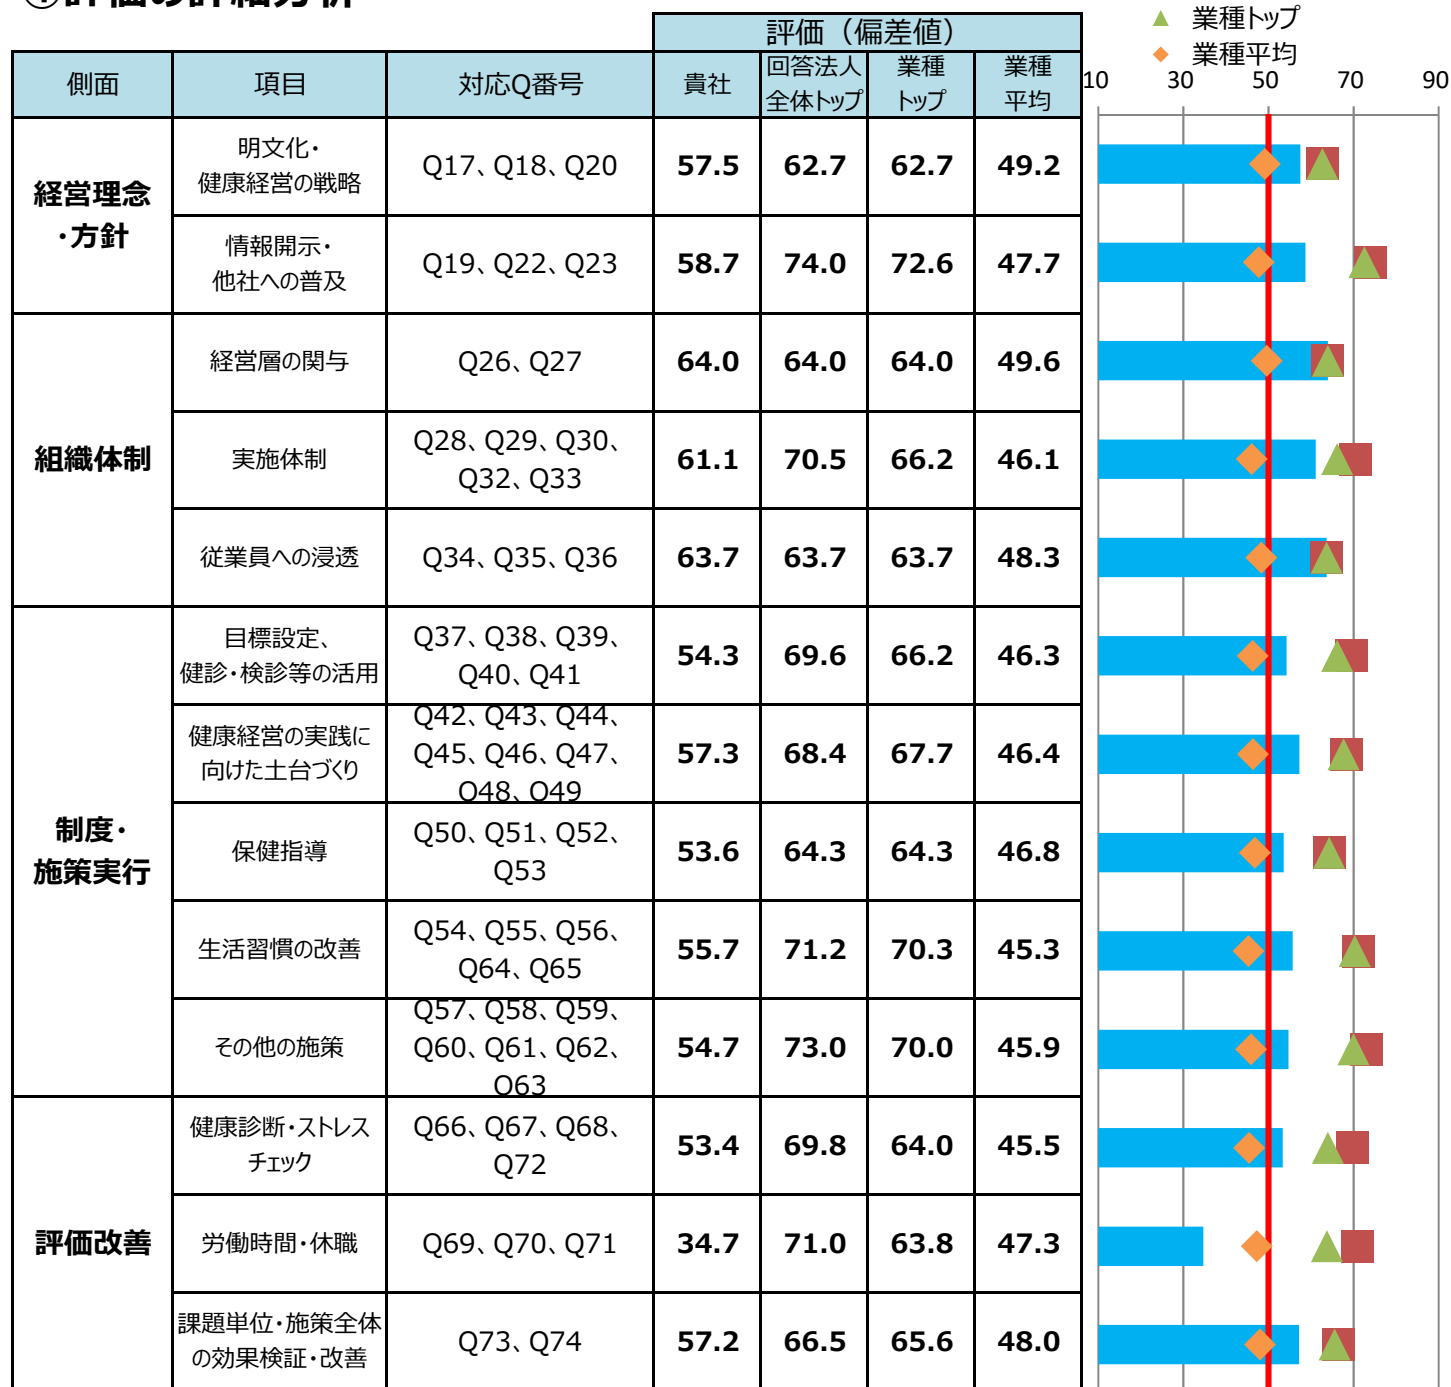 ①評価の詳細分析
業種トップ
業種平均
評価（偏差値）
側面 項目 対応Q番号 貴社 回答法人全体トップ 業種トップ 業種平均
10 30 50 70 90
経営理念・方針
明文化・
健康経営の戦略
Q17、Q18、Q20
57.5 62.7 62.7 49.2
情報開示・
他社への普及
Q19、Q22、Q23
58.7 74.0 72.6 47.7
組織体制
経営層の関与
Q26、Q27
64.0 64.0 64.0 49.6
実施体制
Q28、Q29、Q30、
Q32、Q33
61.1 70.5 66.2 46.1
従業員への浸透
Q34、Q35、Q36
63.7 63.7 63.7 48.3
制度・
施策実行
目標設定、
健診・検診等の活用
Q37、Q38、Q39、
Q40、Q41
54.3 69.6 66.2 46.3
健康経営の実践に
向けた土台づくり
Q42、Q43、Q44、
Q45、Q46、Q47、
Q48、Q49
57.3 68.4 67.7 46.4
保健指導
Q50、Q51、Q52、
Q53
53.6 64.3 64.3 46.8
生活習慣の改善
Q54、Q55、Q56、
Q64、Q65
55.7 71.2 70.3 45.3
その他の施策
Q57、Q58、Q59、
Q60、Q61、Q62、
Q63
54.7 73.0 70.0 45.9
評価改善
健康診断・ストレス
チェック
Q66、Q67、Q68、
Q72
53.4 69.8 64.0 45.5
労働時間・休職
Q69、Q70、Q71
34.7 71.0 63.8 47.3
課題単位・施策全体
の効果検証・改善
Q73、Q74
57.2 66.5 65.6 48.0